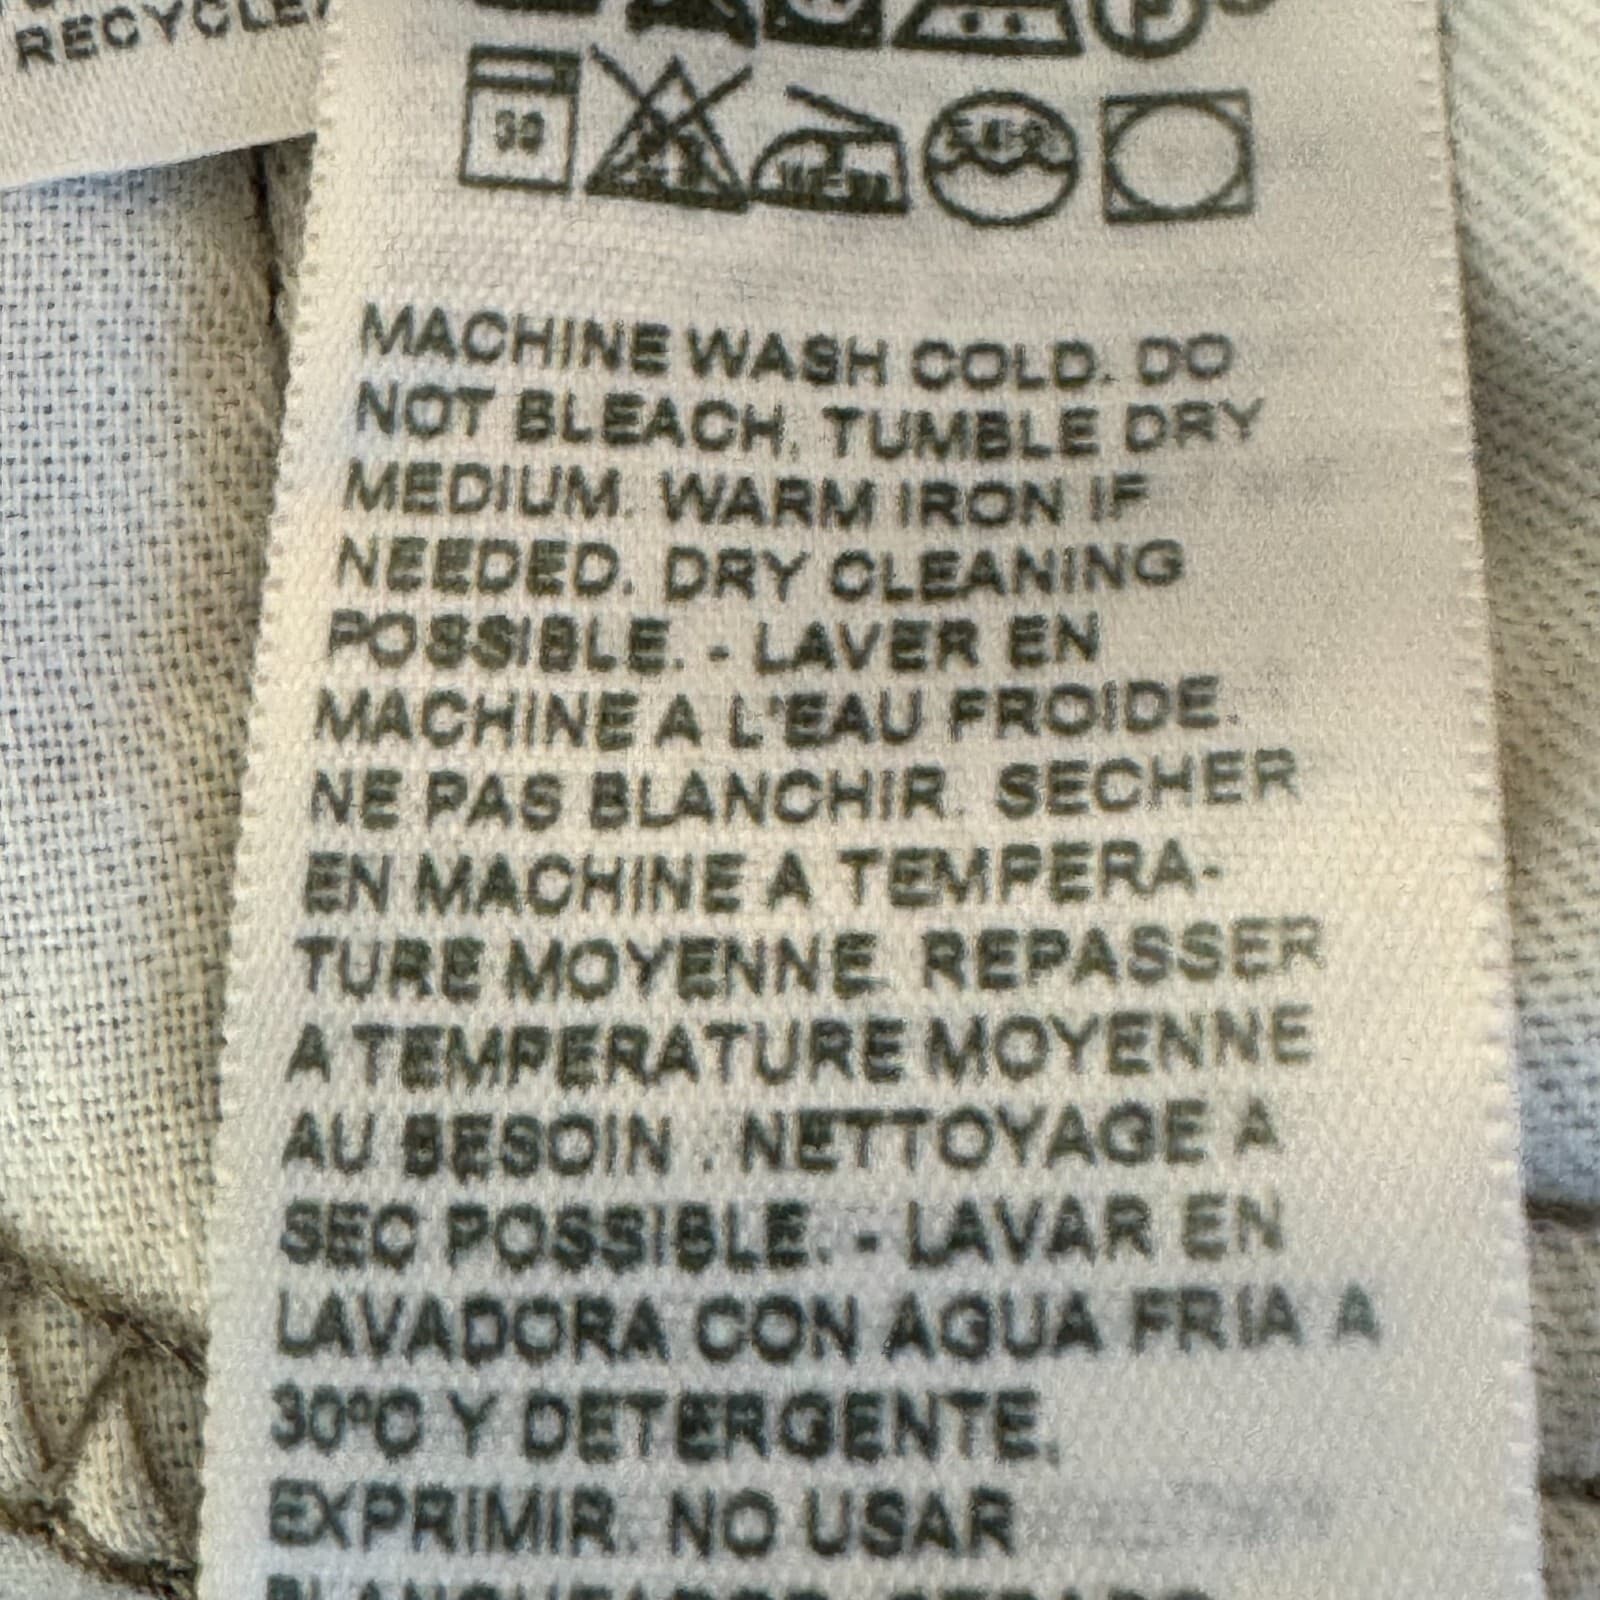 RECYCLE
P
30
MACHINE WASH COLD. DO
NOT BLEACH. TUMBLE DRY
MEDIUM. WARM IRON IF
NEEDED. DRY CLEANING
POSSIBLE. - LAVER EN
MACHINE A L'EAU FROIDE.
NE PAS BLANCHIR. SECHER
EN MACHINE A TEMPERA-
TURE MOYENNE. REPASSER
A TEMPERATURE MOYENNE
AU BESOIN . NETTOYAGE A
SEC POSSIBLE. - LAVAR EN
LAVADORA CON AGUA FRIA A
30ºC Y DETERGENTE.
EXPRIMIR. NO USAR